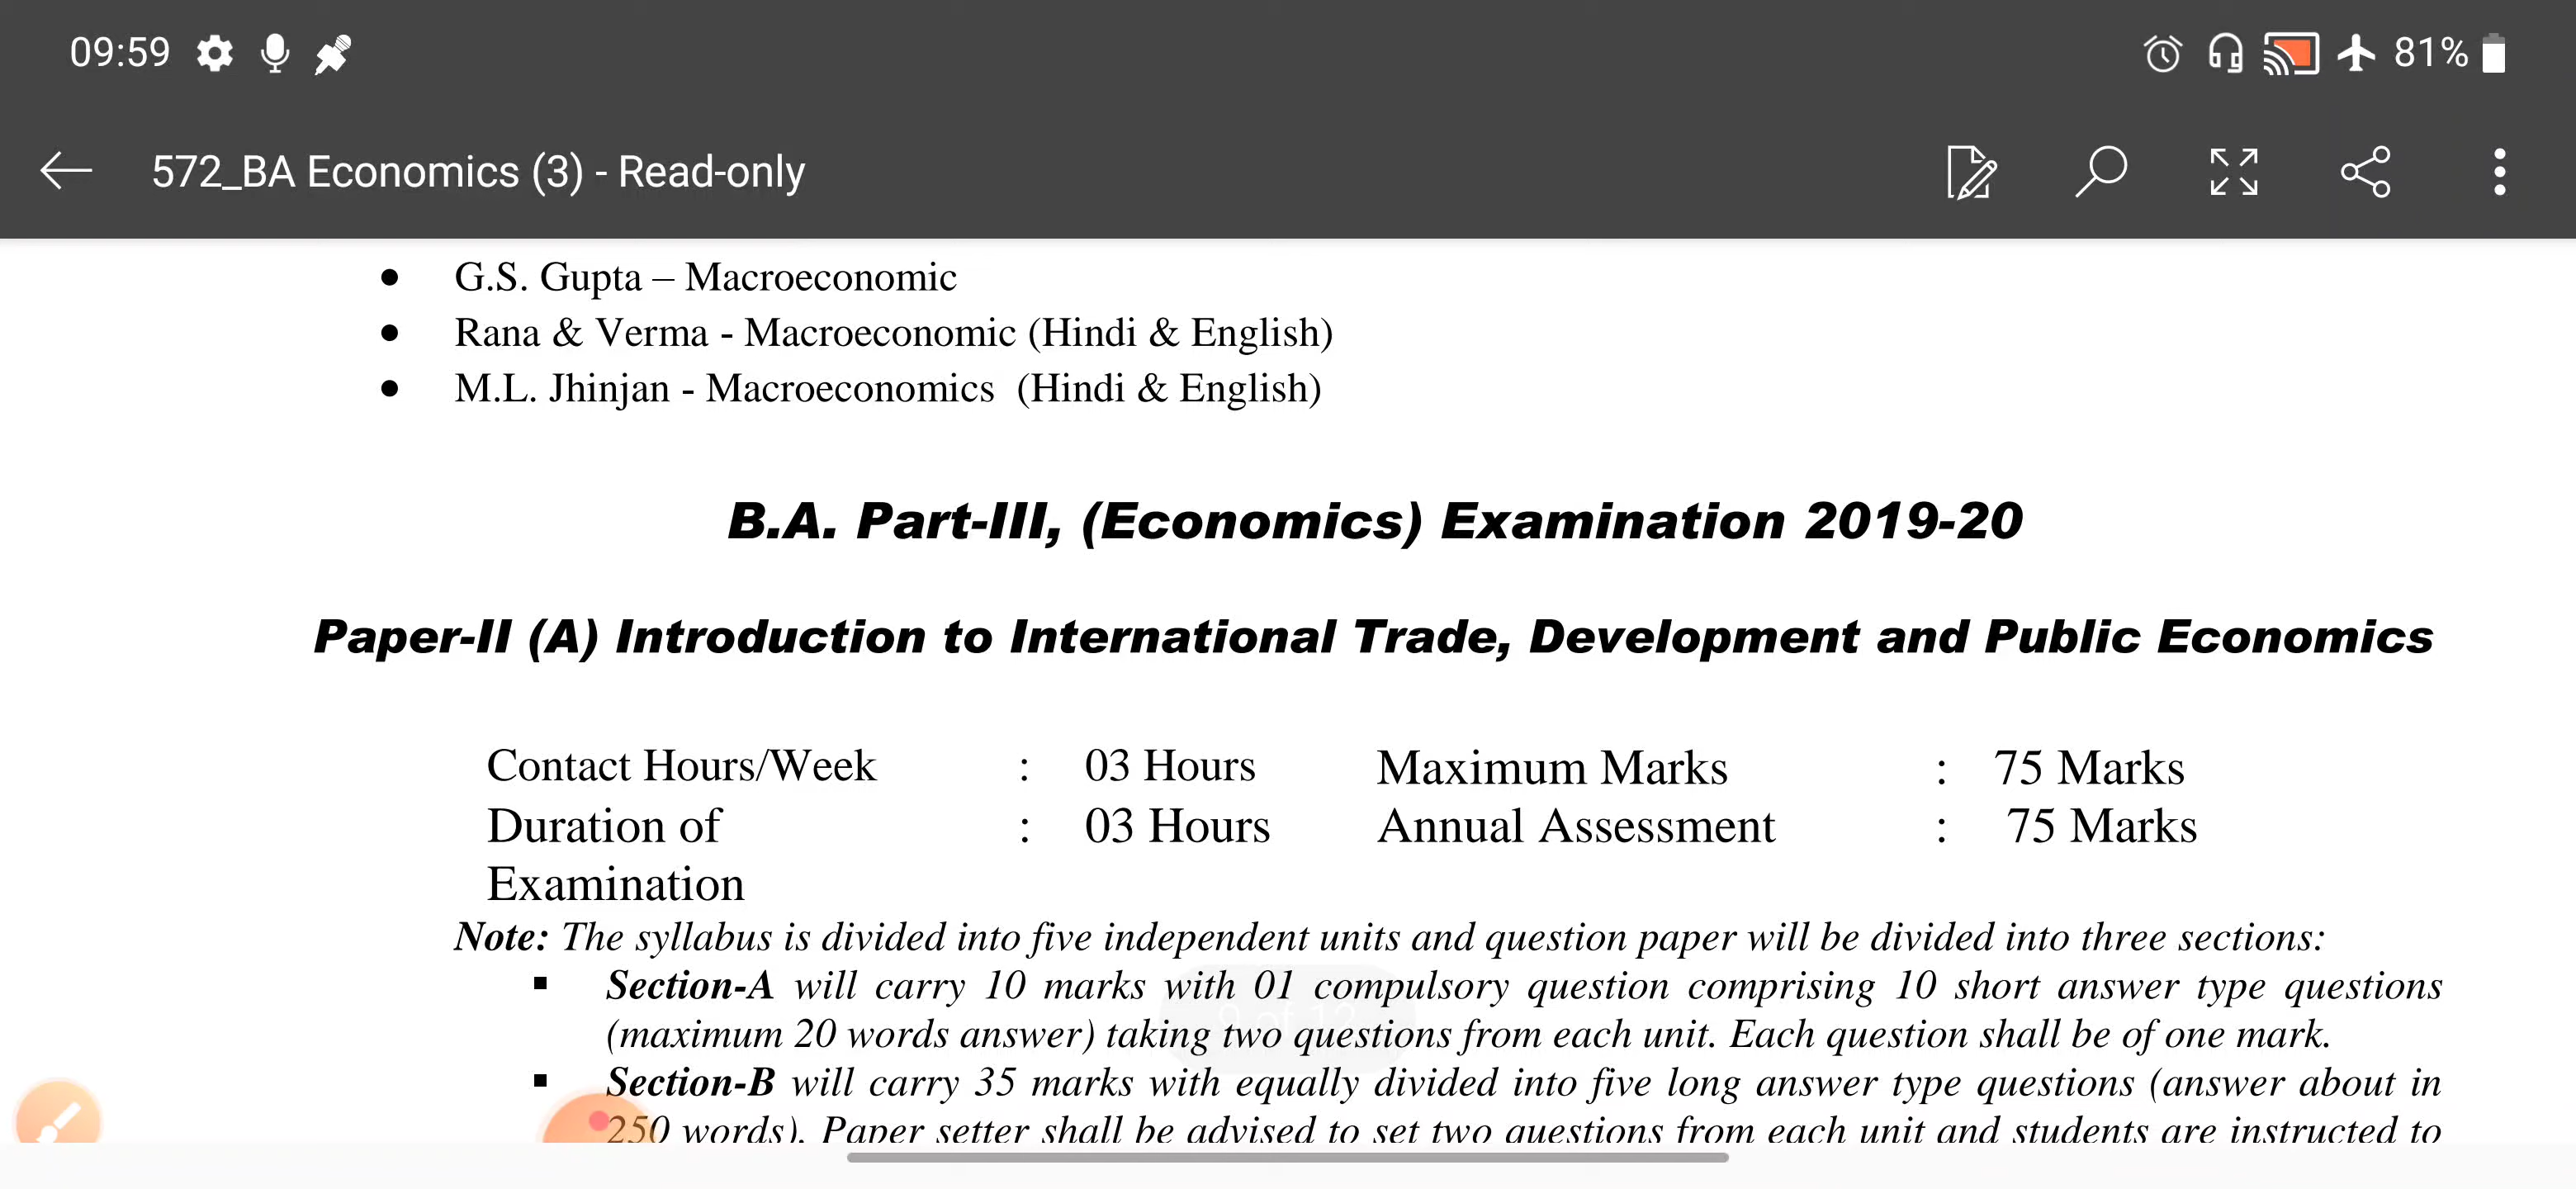 09:59
81%
572_BA Economics (3) - Read-only
• G.S. Gupta – Macroeconomic
• Rana & Verma - Macroeconomic (Hindi & English)
• M.L. Jhinjan - Macroeconomics (Hindi & English)
B.A. Part-III, (Economics) Examination 2019-20
Paper-II (A) Introduction to International Trade, Development and Public Economics
Contact Hours/Week : 03 Hours Maximum Marks : 75 Marks
Duration of : 03 Hours Annual Assessment : 75 Marks
Examination
Note: The syllabus is divided into five independent units and question paper will be divided into three sections:
▪ Section-A will carry 10 marks with 01 compulsory question comprising 10 short answer type questions
9 of 12
(maximum 20 words answer) taking two questions from each unit. Each question shall be of one mark.
▪ Section-B will carry 35 marks with equally divided into five long answer type questions (answer about in
250 words). Paper setter shall be advised to set two questions from each unit and students are instructed to